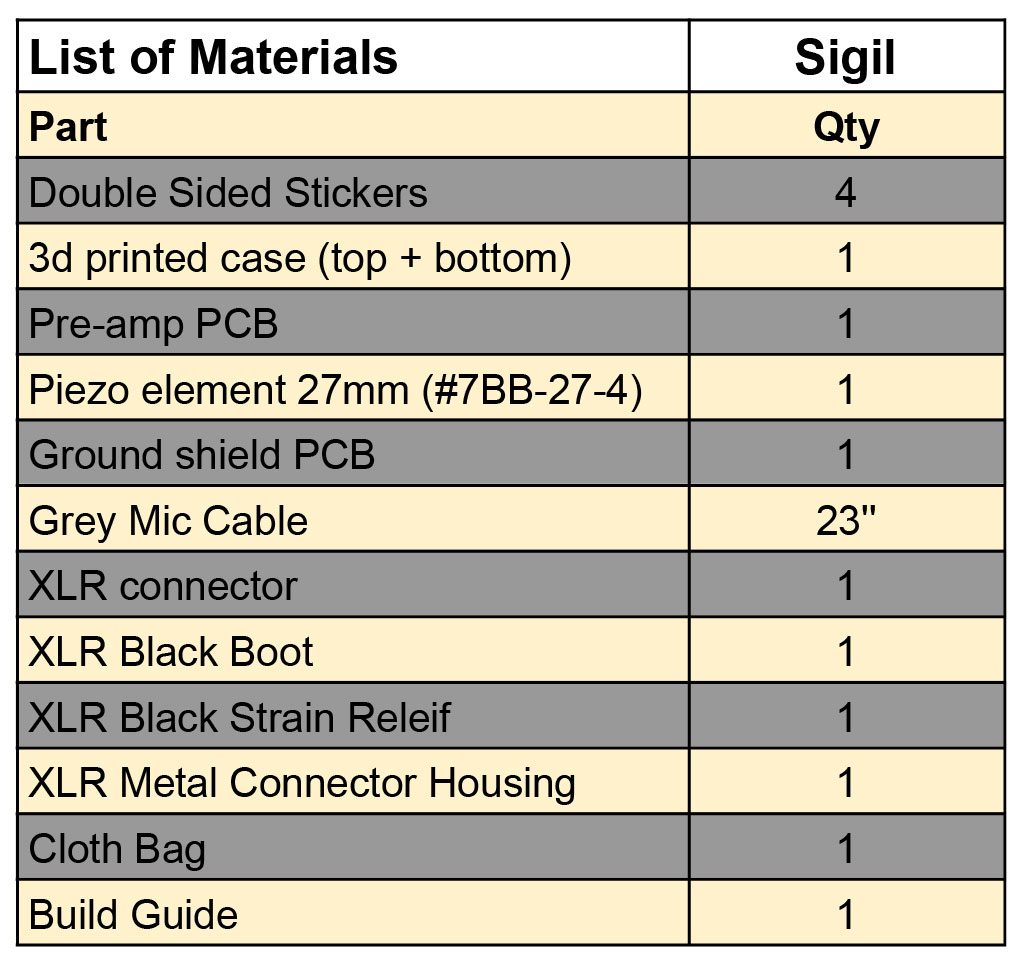 List of Materials Sigil
Part Qty
Double Sided Stickers 4
3d printed case (top + bottom) 1
Pre-amp PCB 1
Piezo element 27mm (#7BB-27-4) 1
Ground shield PCB 1
Grey Mic Cable 23"
XLR connector 1
XLR Black Boot 1
XLR Black Strain Releif 1
XLR Metal Connector Housing 1
Cloth Bag 1
Build Guide 1